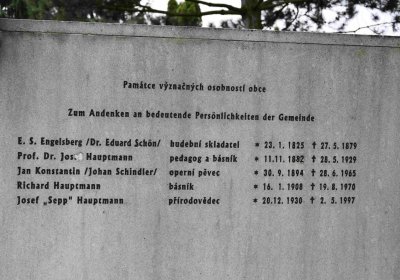 Památce význačných osobností obce
Zum Andenken an bedeutende Persönlichkeiten der Gemeinde
E. S. Engelsberg /Dr. Eduard Schön/ hudební skladatel * 23. 1. 1825 † 27. 5. 1879
Prof. Dr. Jos Hauptmann pedagog a básník * 11.11. 1882 † 28. 5. 1929
Jan Konstantin /Johan Schindler/ operní pěvec * 30. 9. 1894 † 28. 6. 1965
Richard Hauptmann básník * 16. 1. 1908 † 19. 8. 1970
Josef „Sepp" Hauptmann přírodovědec * 20.12. 1930 † 2. 5. 1997